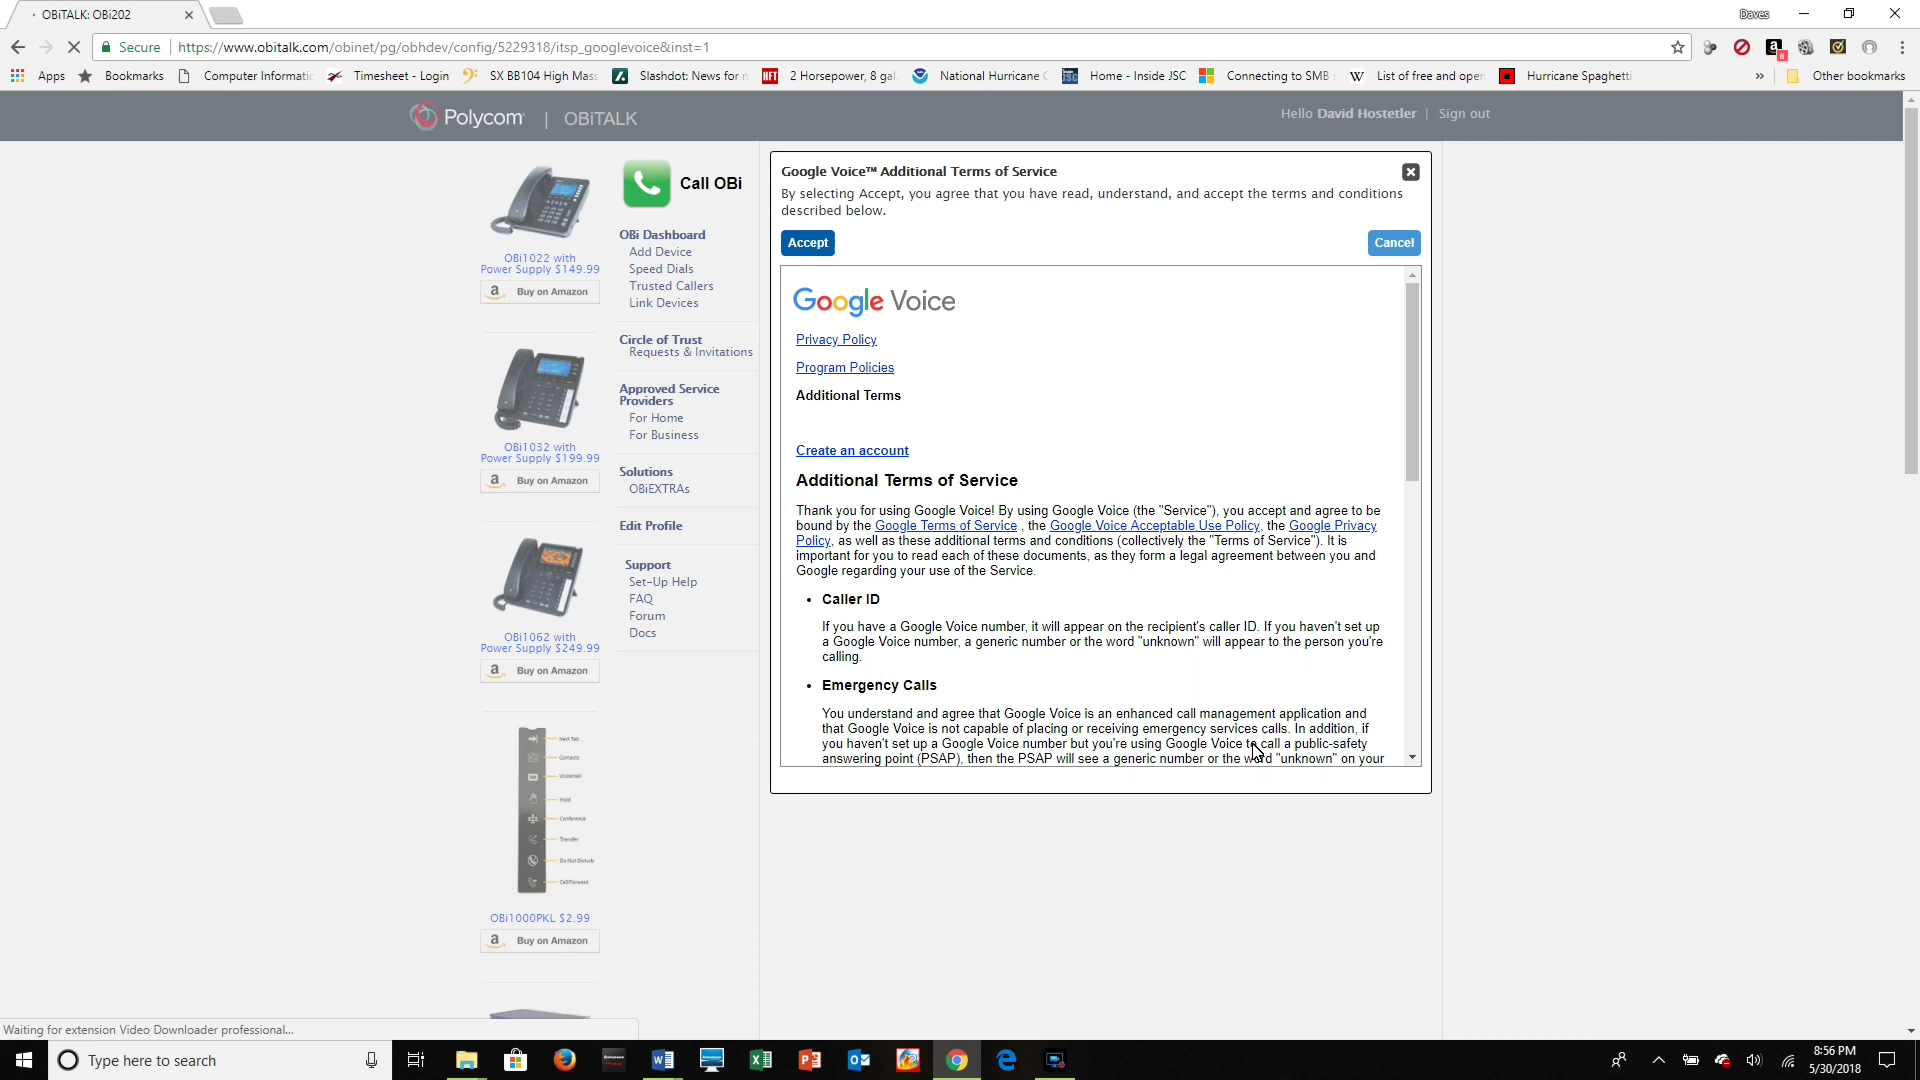 OBiTALK: OBi202
Daves
Secure
https://www.obitalk.com/obinet/pg/obhdev/config/5229318/itsp_googlevoice&inst=1
Apps
Bookmarks
Computer Informatic
Timesheet - Login
SX BB104 High Mass
Slashdot: News for n
2 Horsepower, 8 gal
National Hurricane C
Home - Inside JSC
Connecting to SMB s
List of free and open
Hurricane Spaghetti
»
Other bookmarks
Polycom | OBiTALK
Hello David Hostetler | Sign out
OBi1022 with
Power Supply $149.99
Buy on Amazon
OBi1032 with
Power Supply $199.99
Buy on Amazon
OBi1062 with
Power Supply $249.99
Buy on Amazon
Next Tab
Contacts
Voicemail
Hold
Conference
Transfer
Do Not Disturb
Call Forward
OBi1000PKL $2.99
Buy on Amazon
Call OBi
OBi Dashboard
Add Device
Speed Dials
Trusted Callers
Link Devices
Circle of Trust
Requests & Invitations
Approved Service
Providers
For Home
For Business
Solutions
OBiEXTRAs
Edit Profile
Support
Set-Up Help
FAQ
Forum
Docs
Google Voice™ Additional Terms of Service
By selecting Accept, you agree that you have read, understand, and accept the terms and conditions
described below.
Accept
Cancel
Google Voice
Privacy Policy
Program Policies
Additional Terms
Create an account
Additional Terms of Service
Thank you for using Google Voice! By using Google Voice (the "Service"), you accept and agree to be
bound by the Google Terms of Service , the Google Voice Acceptable Use Policy, the Google Privacy
Policy, as well as these additional terms and conditions (collectively the "Terms of Service"). It is
important for you to read each of these documents, as they form a legal agreement between you and
Google regarding your use of the Service.
• Caller ID
If you have a Google Voice number, it will appear on the recipient's caller ID. If you haven't set up
a Google Voice number, a generic number or the word "unknown" will appear to the person you're
calling.
• Emergency Calls
You understand and agree that Google Voice is an enhanced call management application and
that Google Voice is not capable of placing or receiving emergency services calls. In addition, if
you haven't set up a Google Voice number but you're using Google Voice to call a public-safety
answering point (PSAP), then the PSAP will see a generic number or the word "unknown" on your
Waiting for extension Video Downloader professional...
Type here to search
8:56 PM
5/30/2018